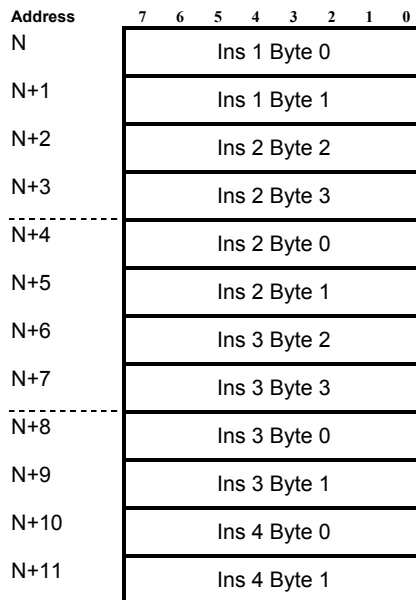 Address 7 6 5 4 3 2 1 0
N Ins 1 Byte 0
N+1 Ins 1 Byte 1
N+2 Ins 2 Byte 2
N+3 Ins 2 Byte 3
N+4 Ins 2 Byte 0
N+5 Ins 2 Byte 1
N+6 Ins 3 Byte 2
N+7 Ins 3 Byte 3
N+8 Ins 3 Byte 0
N+9 Ins 3 Byte 1
N+10 Ins 4 Byte 0
N+11 Ins 4 Byte 1